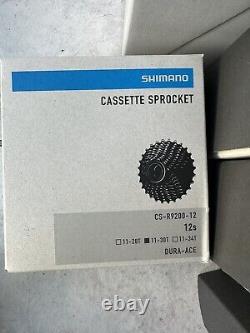 SHIMANO
CASSETTE SPROCKET
CS-R9200-12
12s
□11-28T ■11-30T □11-34T
DURA-ACE